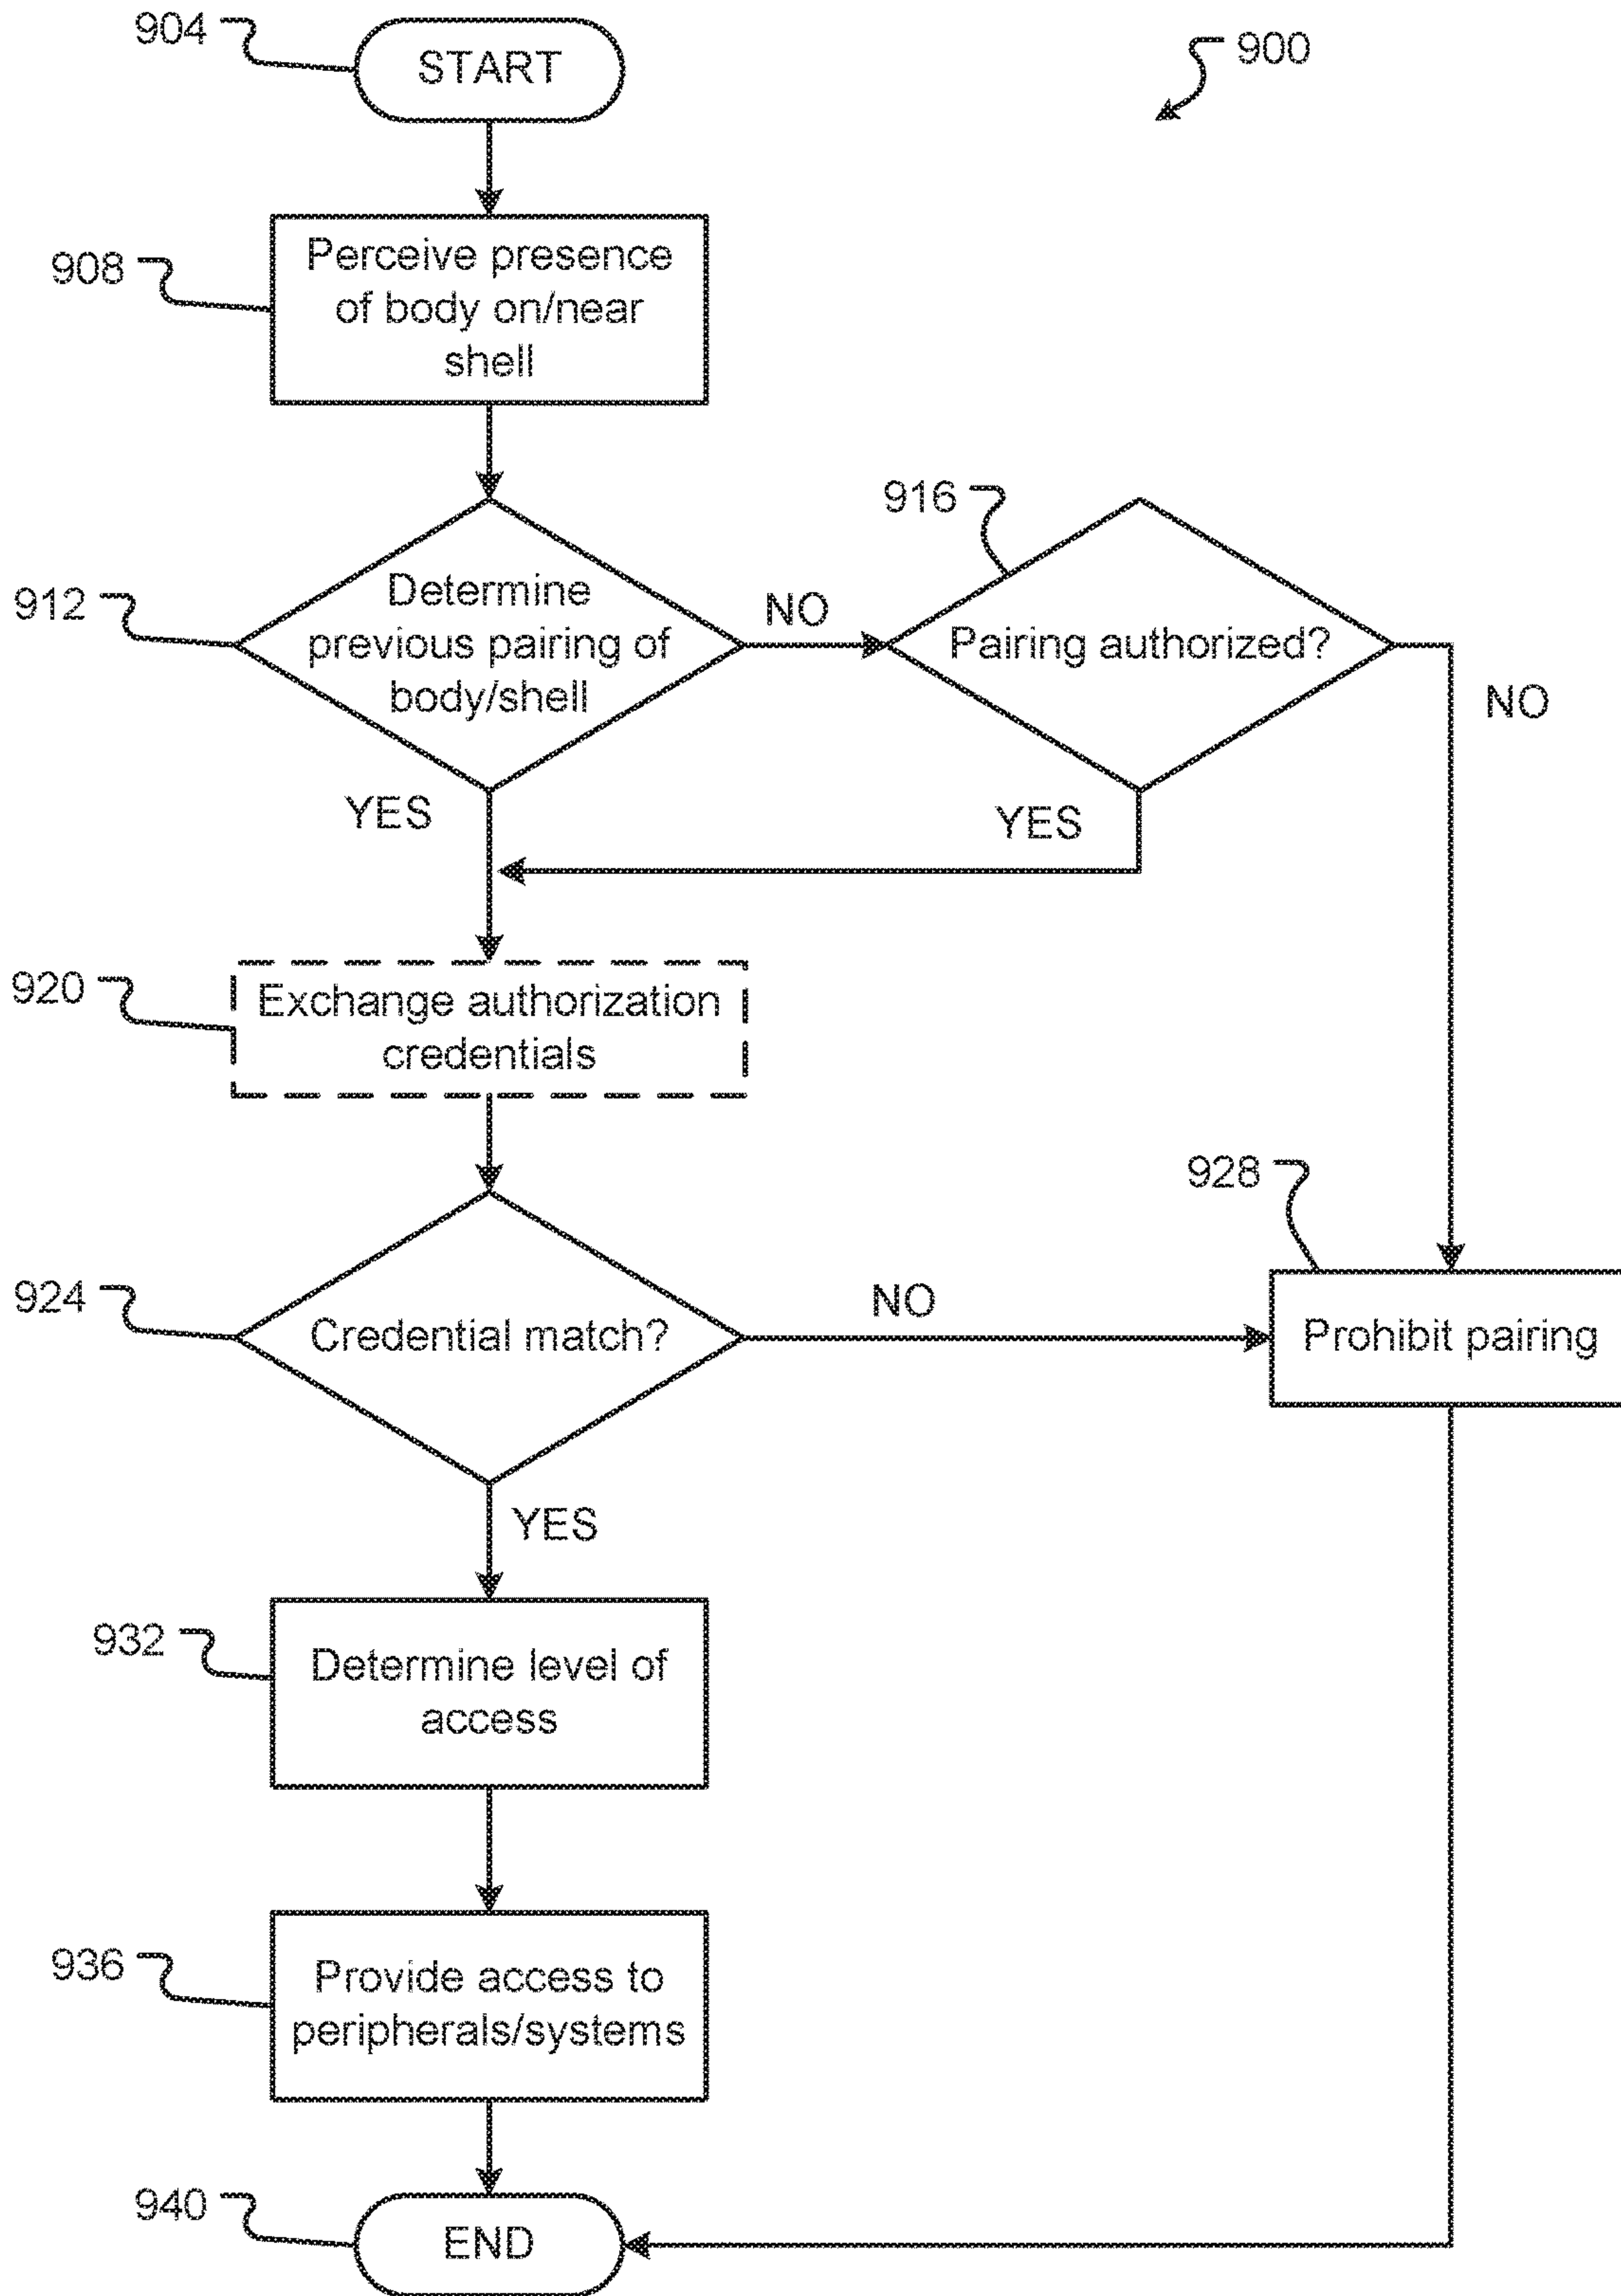 904
START
900
908
Perceive presence
of body on/near
shell
916
912
Determine
previous pairing of
body/shell
NO
Pairing authorized?
NO
YES
YES
920
Exchange authorization
credentials
928
924
Credential match?
NO
Prohibit pairing
YES
932
Determine level of
access
936
Provide access to
peripherals/systems
940
END